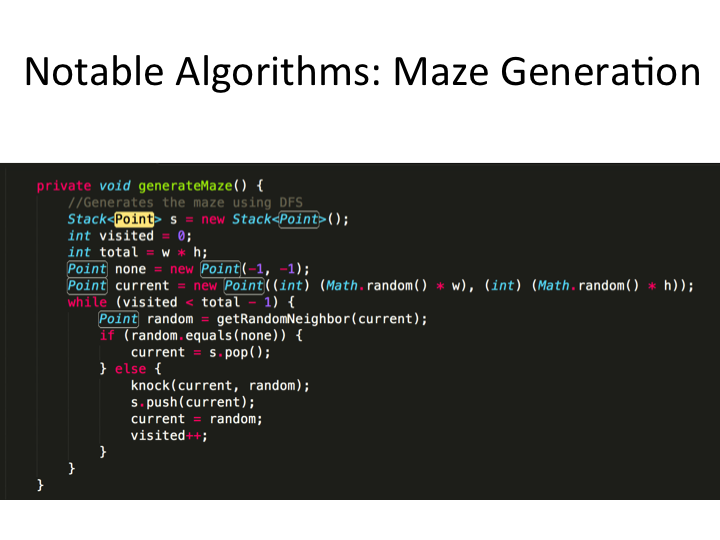 Notable Algorithms: Maze Generation
private void generateMaze() {
//Generates the maze using DFS
Stack<Point> s = new Stack<Point>();
int visited = 0;
int total = w * h;
Point none = new Point(-1, -1);
Point current = new Point((int) (Math.random() * w), (int) (Math.random() * h));
while (visited < total - 1) {
Point random = getRandomNeighbor(current);
if (random.equals(none)) {
current = s.pop();
} else {
knock(current, random);
s.push(current);
current = random;
visited++;
}
}
}